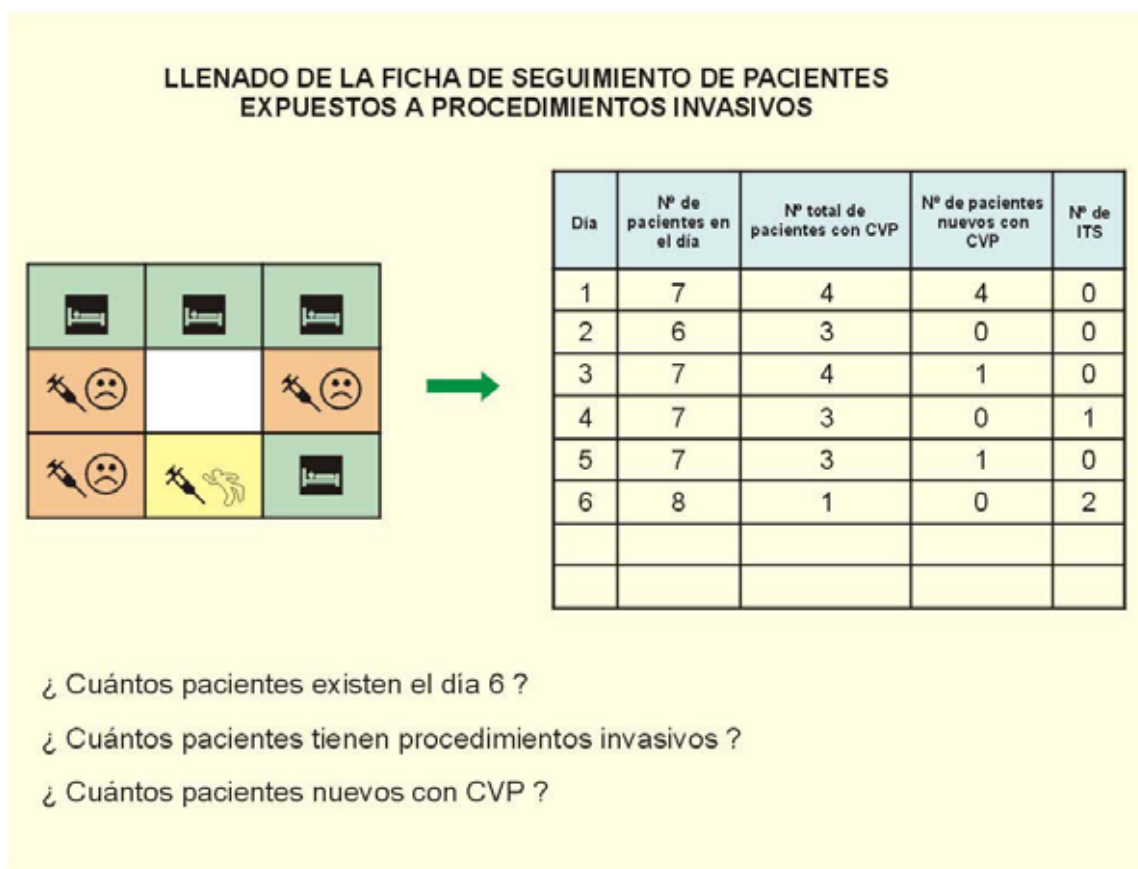 LLENADO DE LA FICHA DE SEGUIMIENTO DE PACIENTES
EXPUESTOS A PROCEDIMIENTOS INVASIVOS
Día
Nº de
pacientes en
el día
Nº total de
pacientes con CVP
Nº de pacientes
nuevos con
CVP
Nº de
ITS
1 7 4 4 0
2 6 3 0 0
3 7 4 1 0
4 7 3 0 1
5 7 3 1 0
6 8 1 0 2
¿ Cuántos pacientes existen el día 6 ?
¿ Cuántos pacientes tienen procedimientos invasivos ?
¿ Cuántos pacientes nuevos con CVP ?